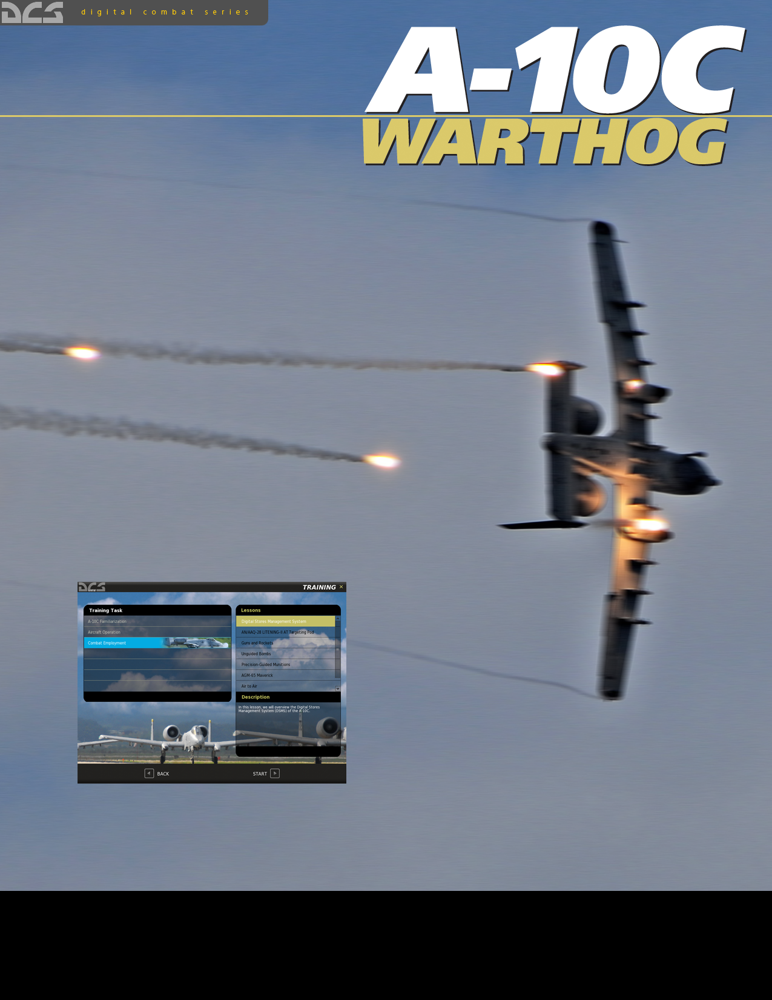 DCS digital combat series
A-10C
WARTHOG
DCS TRAINING ×
Training Task
A-10C Familiarization
Aircraft Operation
Combat Employment
Lessons
Digital Stores Management System
AN/AAQ-28 LITENING-II AT Targeting Pod
Guns and Rockets
Unguided Bombs
Precision-Guided Munitions
AGM-65 Maverick
Air to Air
Description
In this lesson, we will overview the Digital Stores
Management System (DSMS) of the A-10C.
BACK START